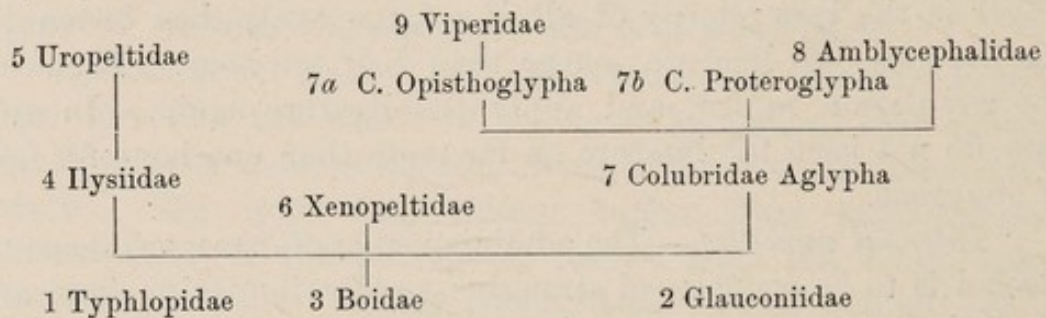 9 Viperidae
5 Uropeltidae 8 Amblycephalidae
7a C. Opisthoglypha 7b C. Proteroglypha
4 Ilysiidae 7 Colubridae Aglypha
6 Xenopeltidae
1 Typhlopidae 3 Boidae 2 Glauconiidae